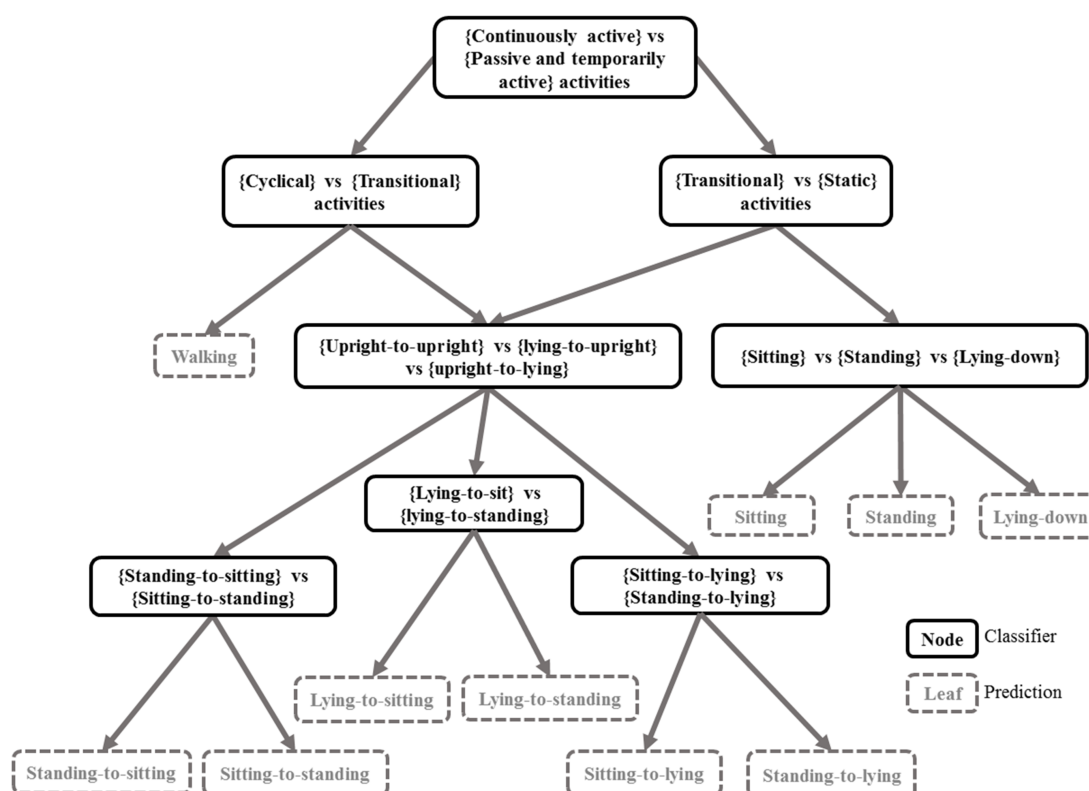 {Continuously active} vs
{Passive and temporarily
active} activities
{Cyclical} vs {Transitional}
activities
{Transitional} vs {Static}
activities
Walking
{Upright-to-upright} vs {lying-to-upright}
vs {upright-to-lying}
{Sitting} vs {Standing} vs {Lying-down}
{Lying-to-sit} vs
{lying-to-standing}
Sitting
Standing
Lying-down
{Standing-to-sitting} vs
{Sitting-to-standing}
{Sitting-to-lying} vs
{Standing-to-lying}
Node
Classifier
Leaf
Prediction
Lying-to-sitting
Lying-to-standing
Standing-to-sitting
Sitting-to-standing
Sitting-to-lying
Standing-to-lying